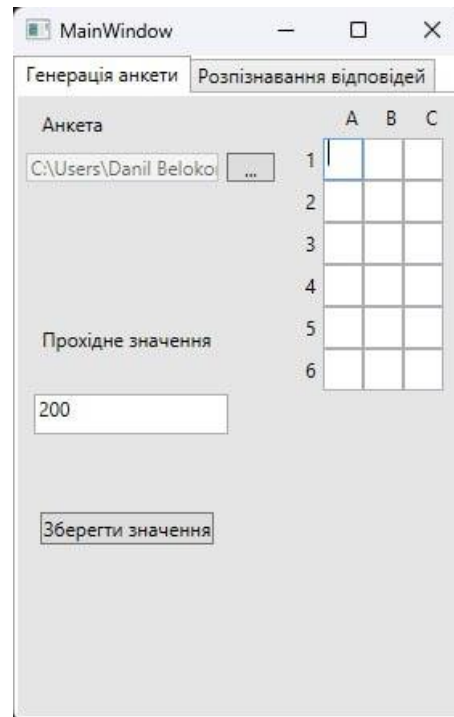 MainWindow
Генерація анкети Розпізнавання відповідей
Анкета
A B C
C:\Users\Danil Beloko ...
1
2
3
4
Прохідне значення
5
6
200
Зберегти значення